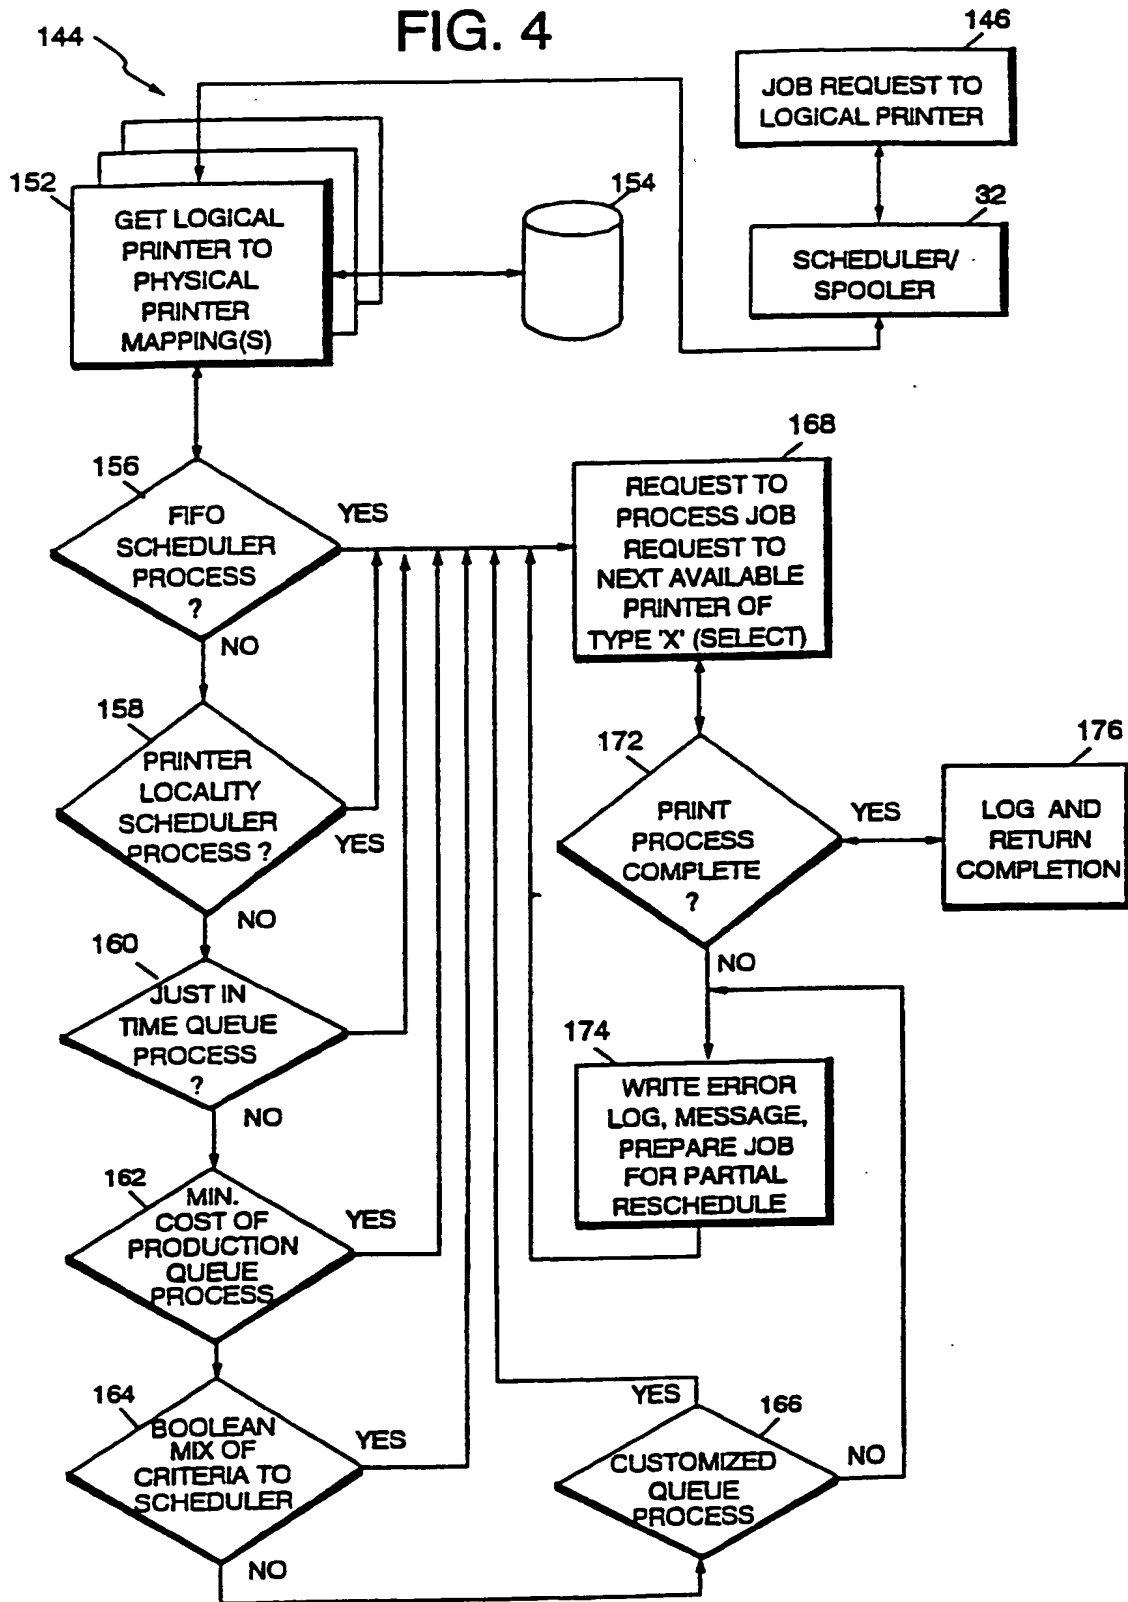 FIG. 4
144
146
JOB REQUEST TO
LOGICAL PRINTER
152
GET LOGICAL
PRINTER TO
PHYSICAL
PRINTER
MAPPING(S)
154
32
SCHEDULER/
SPOOLER
156
FIFO
SCHEDULER
PROCESS
?
YES
NO
168
REQUEST TO
PROCESS JOB
REQUEST TO
NEXT AVAILABLE
PRINTER OF
TYPE 'X' (SELECT)
158
PRINTER
LOCALITY
SCHEDULER
PROCESS ?
YES
NO
172
PRINT
PROCESS
COMPLETE
?
YES
NO
176
LOG AND
RETURN
COMPLETION
160
JUST IN
TIME QUEUE
PROCESS
?
NO
174
WRITE ERROR
LOG, MESSAGE,
PREPARE JOB
FOR PARTIAL
RESCHEDULE
162
MIN.
COST OF
PRODUCTION
QUEUE
PROCESS
YES
164
BOOLEAN
MIX OF
CRITERIA TO
SCHEDULER
YES
NO
166
CUSTOMIZED
QUEUE
PROCESS
YES
NO